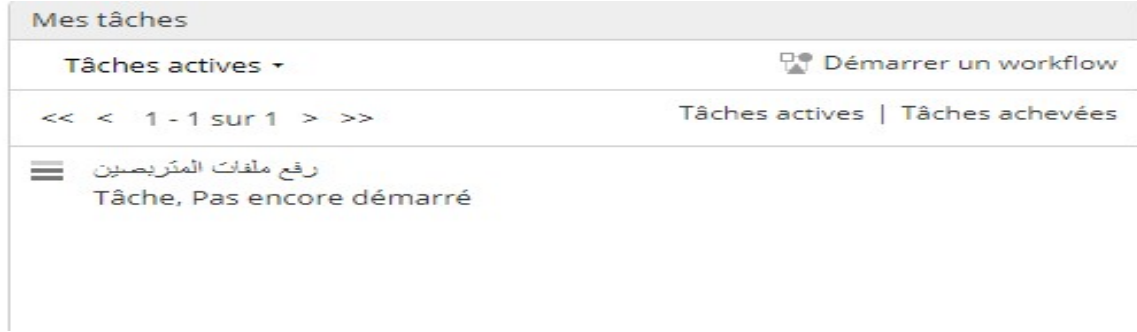 Mes tâches
Tâches actives
Démarrer un workflow
<< < 1 - 1 sur 1 > >>
Tâches actives | Tâches achevées
رفع ملفات المتربصين
Tâche, Pas encore démarré